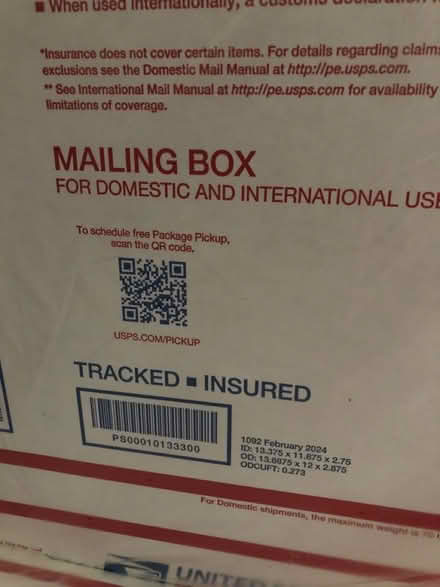 ■ When used internationally, a customs declaration
*Insurance does not cover certain items. For details regarding claims
exclusions see the Domestic Mail Manual at http://pe.usps.com.
** See International Mail Manual at http://pe.usps.com for availability
limitations of coverage.
MAILING BOX
FOR DOMESTIC AND INTERNATIONAL USE
To schedule free Package Pickup,
scan the QR code.
USPS.COM/PICKUP
TRACKED ■ INSURED
PS00010133300
1092 February 2024
ID: 13.375 x 11.675 x 2.75
OD: 13.6875 x 12 x 2.875
ODCUFT: 0.273
For Domestic shipments, the maximum weight is 70
UNITED